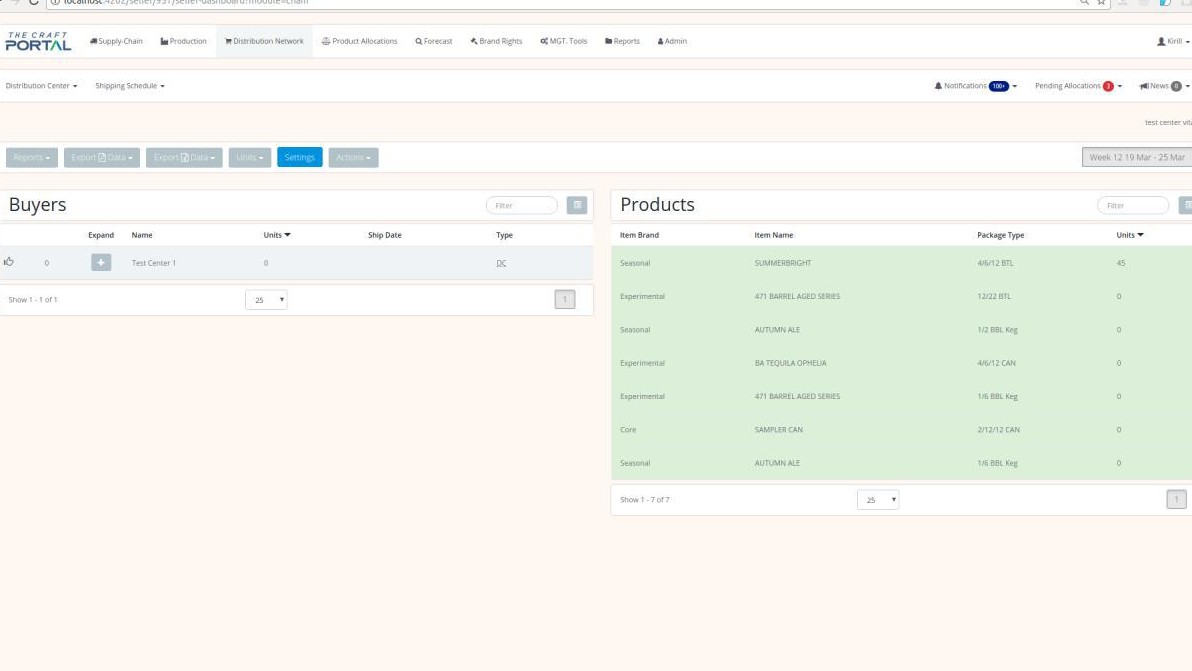 localhost:4202/seller/931/seller-dashboard?module=chain
THE CRAFT
PORTAL
Supply-Chain Production Distribution Network Product Allocations Forecast Brand Rights MGT. Tools Reports Admin Kirill
Distribution Center Shipping Schedule Notifications 100+ Pending Allocations 3 News 0
test center
Reports Export Data Export Data Units Settings Actions Week 12 19 Mar - 25 Mar
Buyers Filter
Expand Name Units Ship Date Type
0 + Test Center 1 0 DC
Show 1 - 1 of 1 25 1
Products Filter
Item Brand Item Name Package Type Units
Seasonal SUMMERBRIGHT 4/6/12 BTL 45
Experimental 471 BARREL AGED SERIES 12/22 BTL 0
Seasonal AUTUMN ALE 1/2 BBL Keg 0
Experimental BA TEQUILA OPHELIA 4/6/12 CAN 0
Experimental 471 BARREL AGED SERIES 1/6 BBL Keg 0
Core SAMPLER CAN 2/12/12 CAN 0
Seasonal AUTUMN ALE 1/6 BBL Keg 0
Show 1 - 7 of 7 25 1